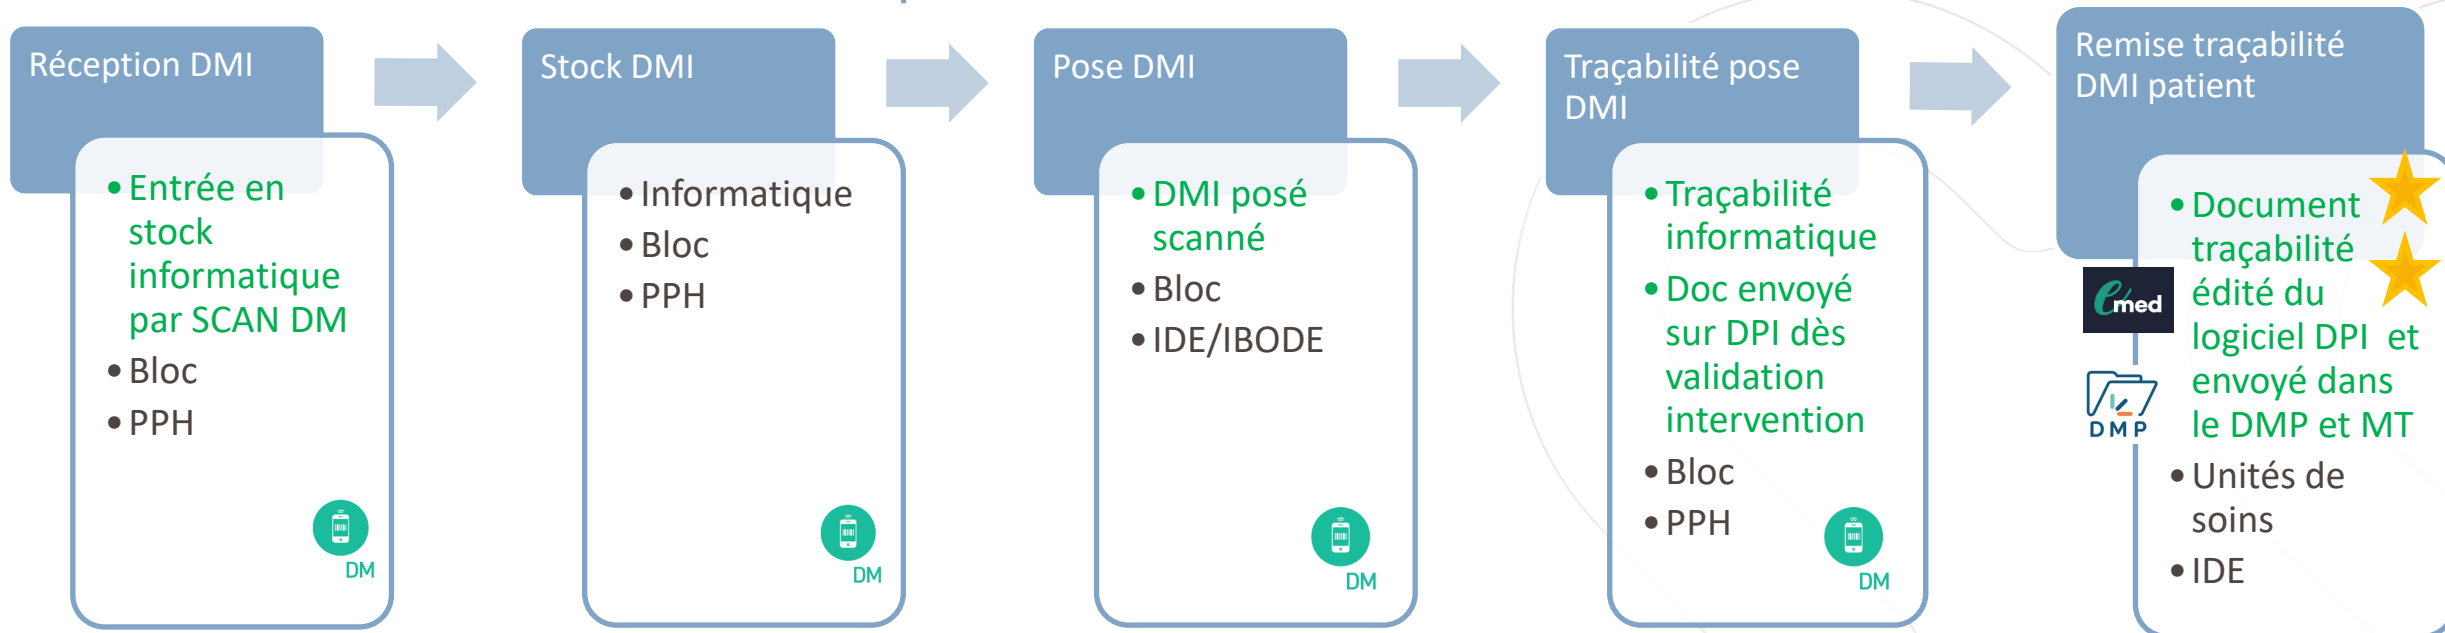 Réception DMI
• Entrée en
stock
informatique
par SCAN DM
• Bloc
• PPH
DM
Stock DMI
• Informatique
• Bloc
• PPH
DM
Pose DMI
• DMI posé
scanné
• Bloc
• IDE/IBODE
DM
Traçabilité pose
DMI
• Traçabilité
informatique
• Doc envoyé
sur DPI dès
validation
intervention
• Bloc
• PPH
DM
Remise traçabilité
DMI patient
• Document
traçabilité
édité du
logiciel DPI et
envoyé dans
le DMP et MT
• Unités de
soins
• IDE
e'med
DMP